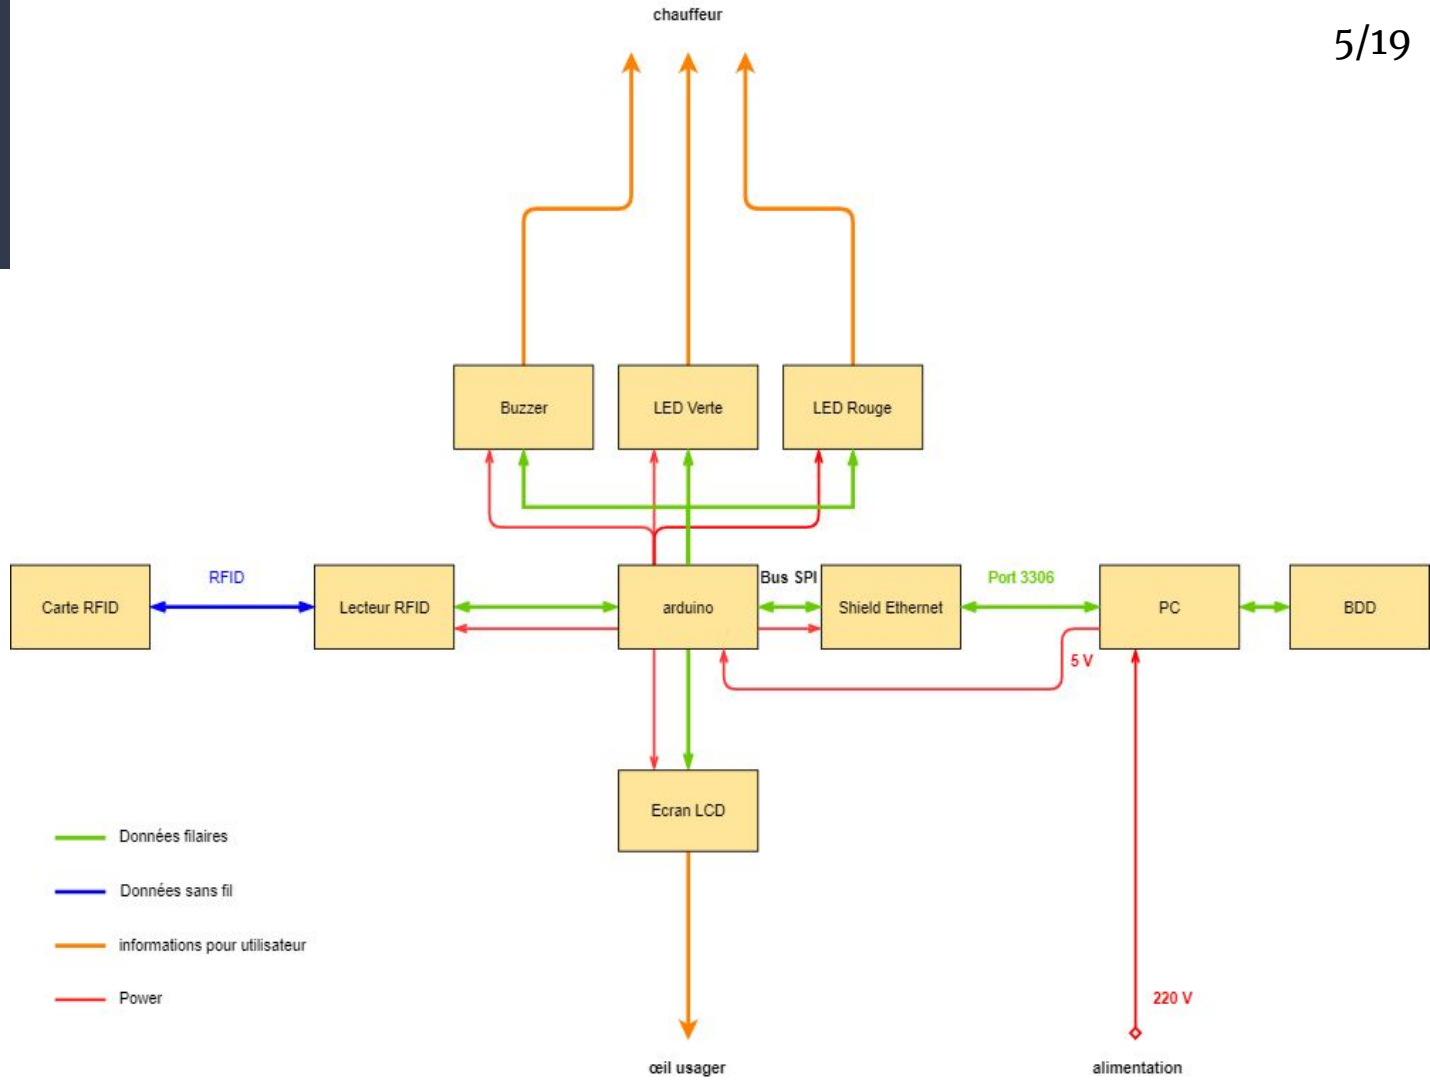 chauffeur
5/19
Buzzer
LED Verte
LED Rouge
RFID
Bus SPI
Port 3306
Carte RFID
Lecteur RFID
arduino
Shield Ethernet
PC
BDD
5 V
Ecran LCD
Données filaires
Données sans fil
informations pour utilisateur
Power
220 V
œil usager
alimentation